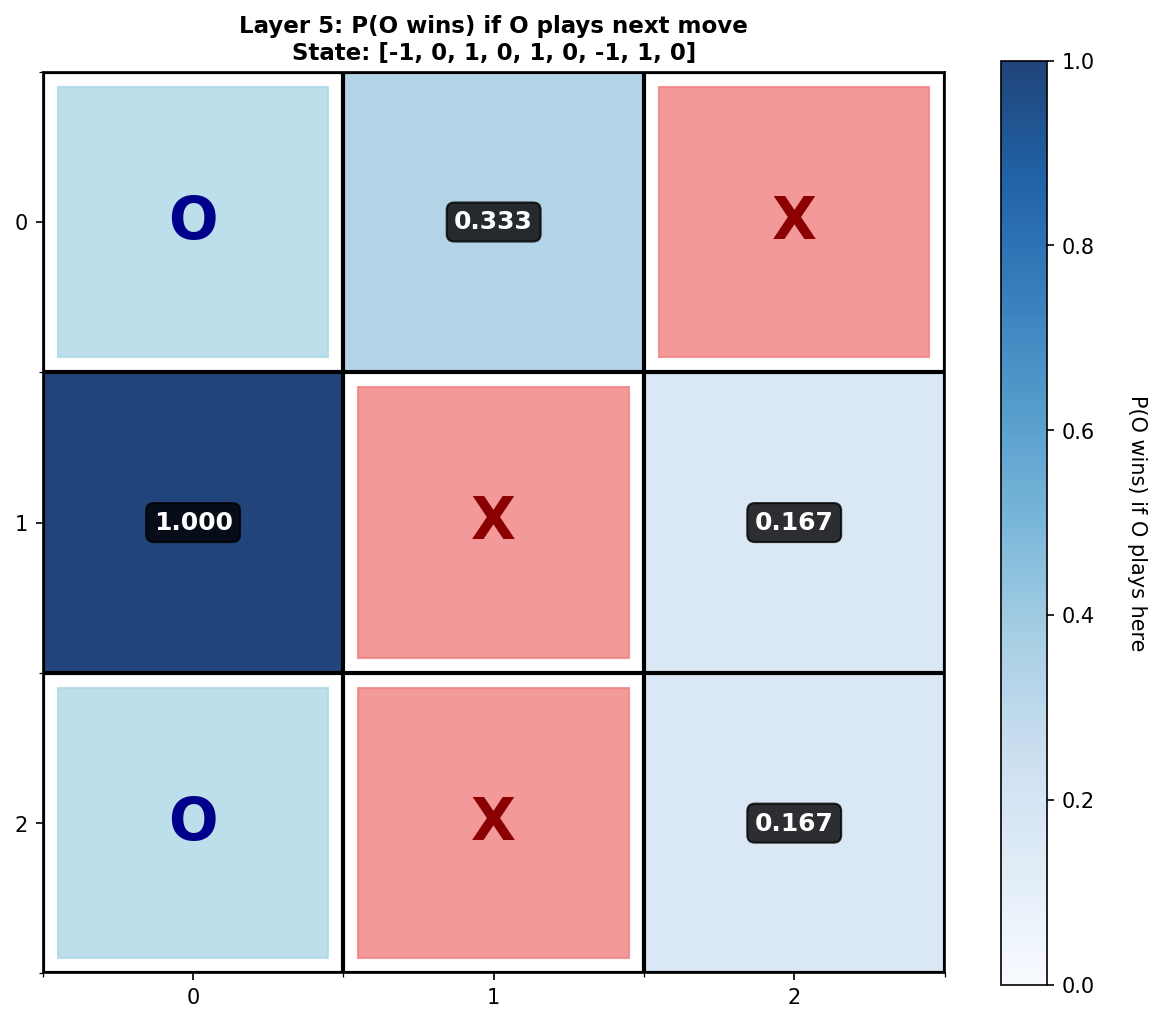 Layer 5: P(O wins) if O plays next move
State: [-1, 0, 1, 0, 1, 0, -1, 1, 0]
O
0.333
X
0
1.000
X
0.167
1
O
X
0.167
2
0
1
2
1.0
0.8
0.6
0.4
0.2
0.0
P(O wins) if O plays here